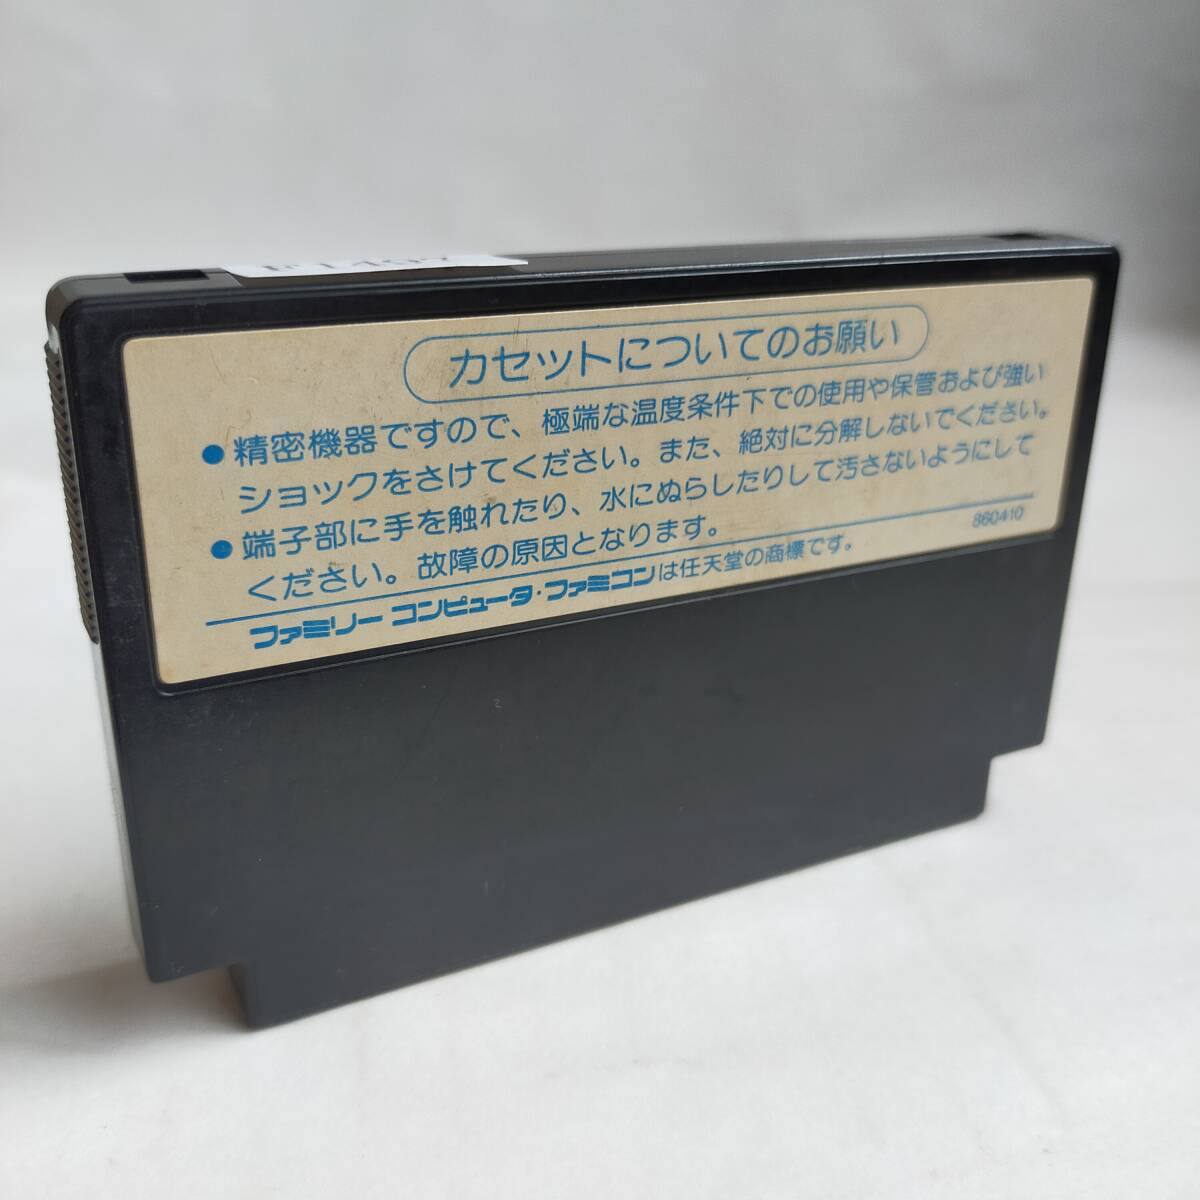 カセットについてのお願い
●精密機器ですので、極端な温度条件下での使用や保管および強い
ショックをさけてください。また、絶対に分解しないでください。
●端子部に手を触れたり、水にぬらしたりして汚さないようにして
ください。故障の原因となります。
860410
ファミリー コンピュータ・ファミコンは任天堂の商標です。